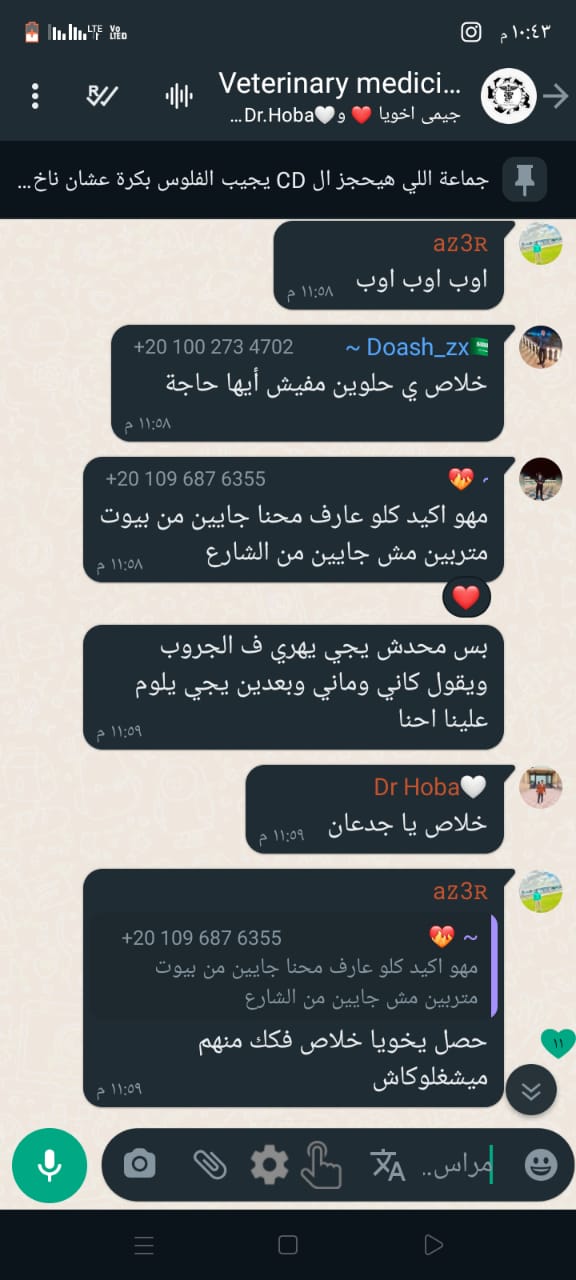 ١٠:٤٣ م
LTE
Vo
LTED
Veterinary medici...
جيمى اخويا ❤️ و🤍Dr.Hoba...
جماعة اللي هيحجز ال CD يجيب الفلوس بكرة عشان ناخ...
az3ʀ
اوب اوب اوب
١١:٥٨ م
+20 100 273 4702 ~ Doash_zx🇸🇦
خلاص ي حلوين مفيش أيها حاجة
١١:٥٨ م
+20 109 687 6355
❤️‍🔥
مهو اكيد كلو عارف محنا جايين من بيوت
متربين مش جايين من الشارع
١١:٥٨ م
❤️
بس محدش يجي يهري ف الجروب
ويقول كاني وماني وبعدين يجي يلوم
علينا احنا
١١:٥٩ م
Dr Hoba🤍
خلاص يا جدعان
١١:٥٩ م
az3ʀ
+20 109 687 6355 ~ ❤️‍🔥
مهو اكيد كلو عارف محنا جايين من بيوت
متربين مش جايين من الشارع
حصل يخويا خلاص فكك منهم
ميشغلوكاش
١١:٥٩ م
١١
مراس..